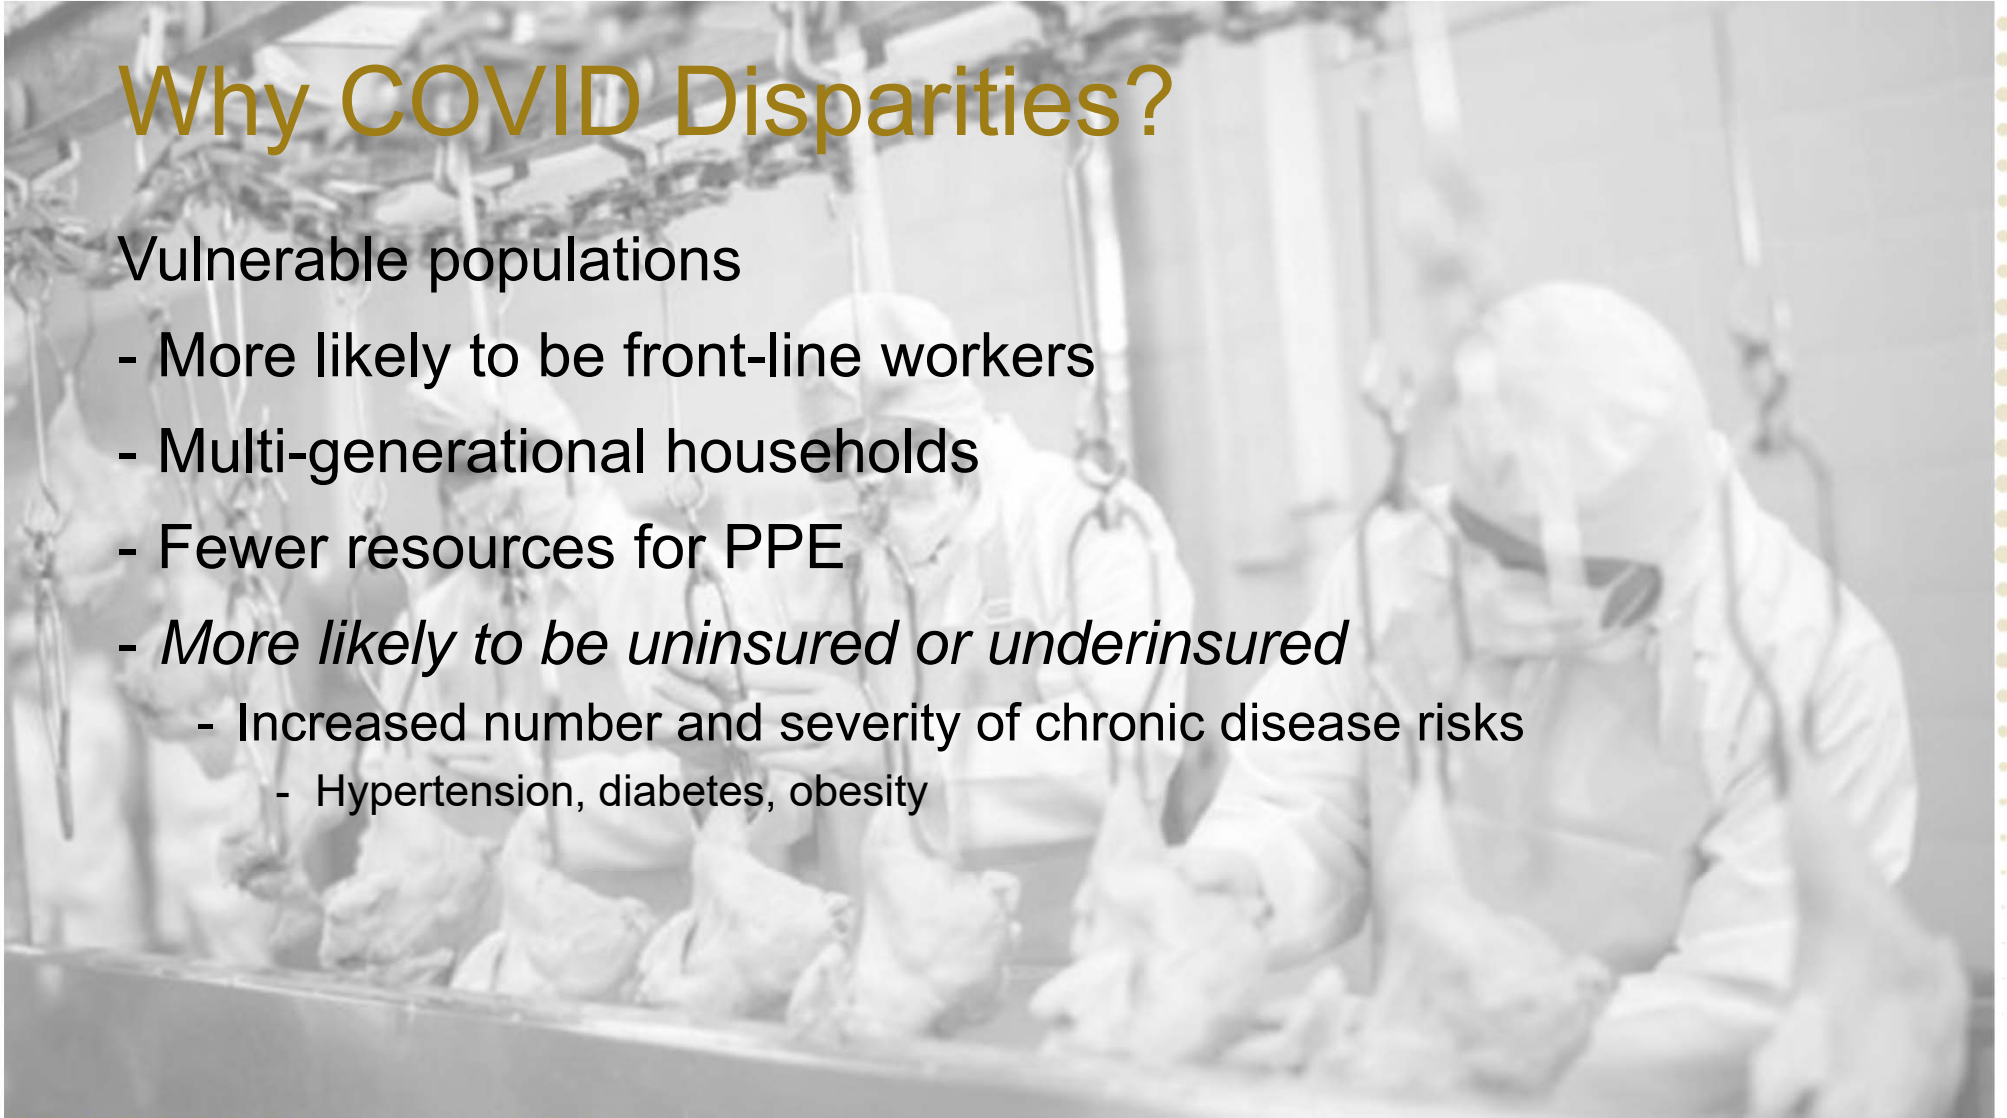 Why COVID Disparities?
Vulnerable populations
- More likely to be front-line workers
- Multi-generational households
- Fewer resources for PPE
- More likely to be uninsured or underinsured
- Increased number and severity of chronic disease risks
- Hypertension, diabetes, obesity